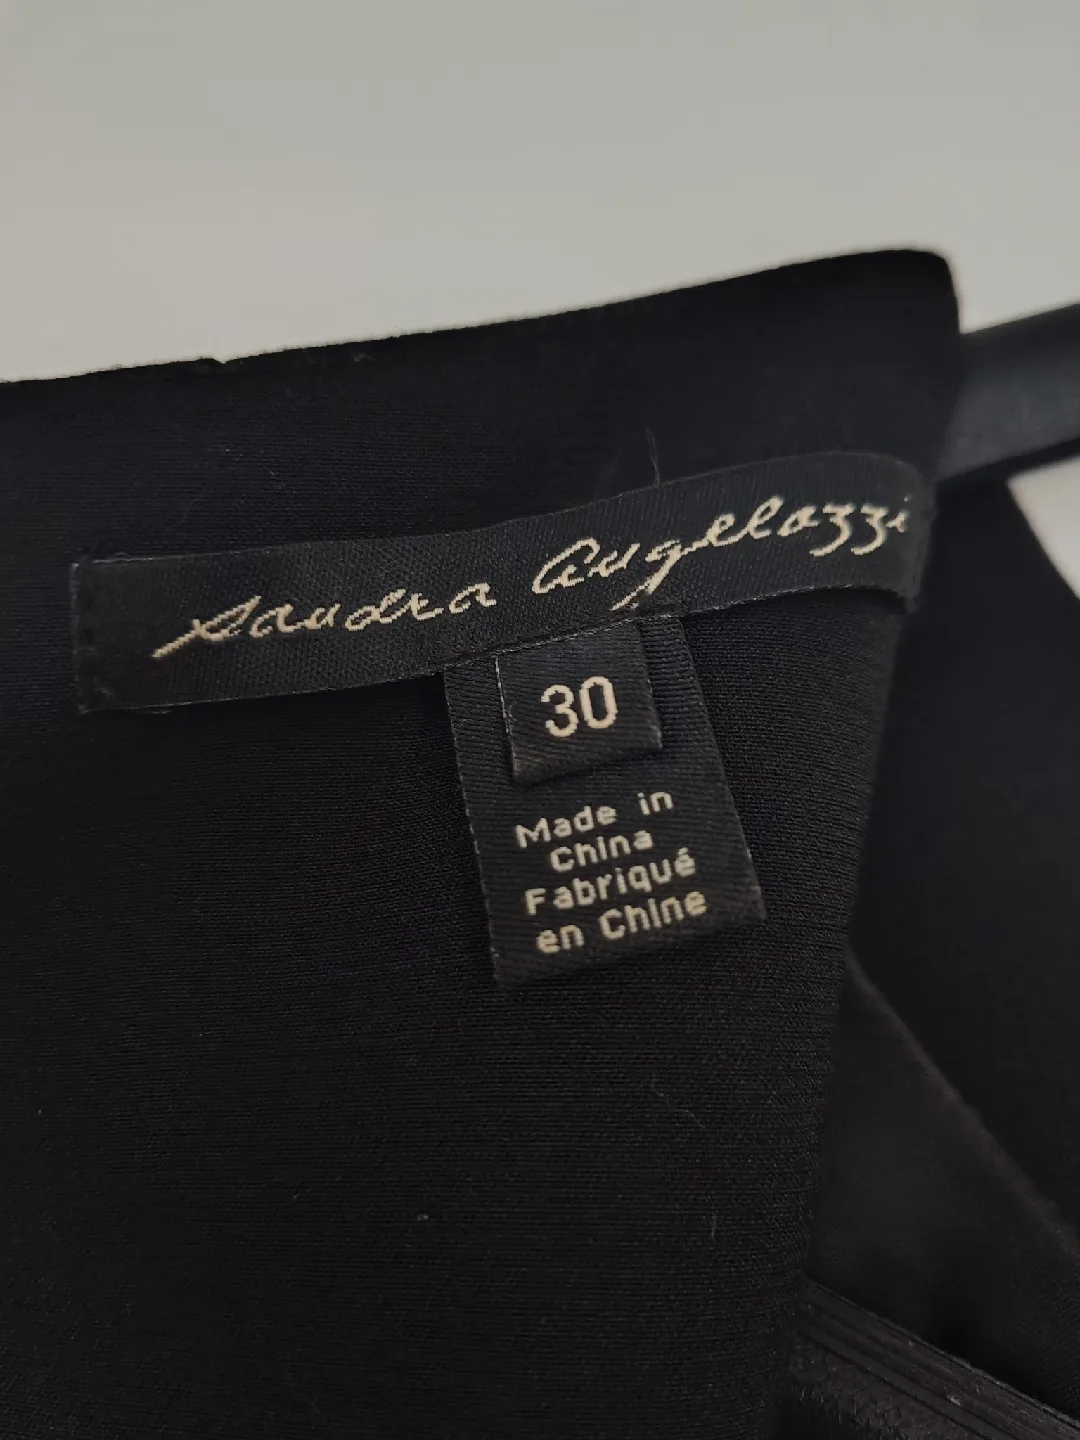 Sandra Angelozzi
30
Made in
China
Fabriqué
en Chine